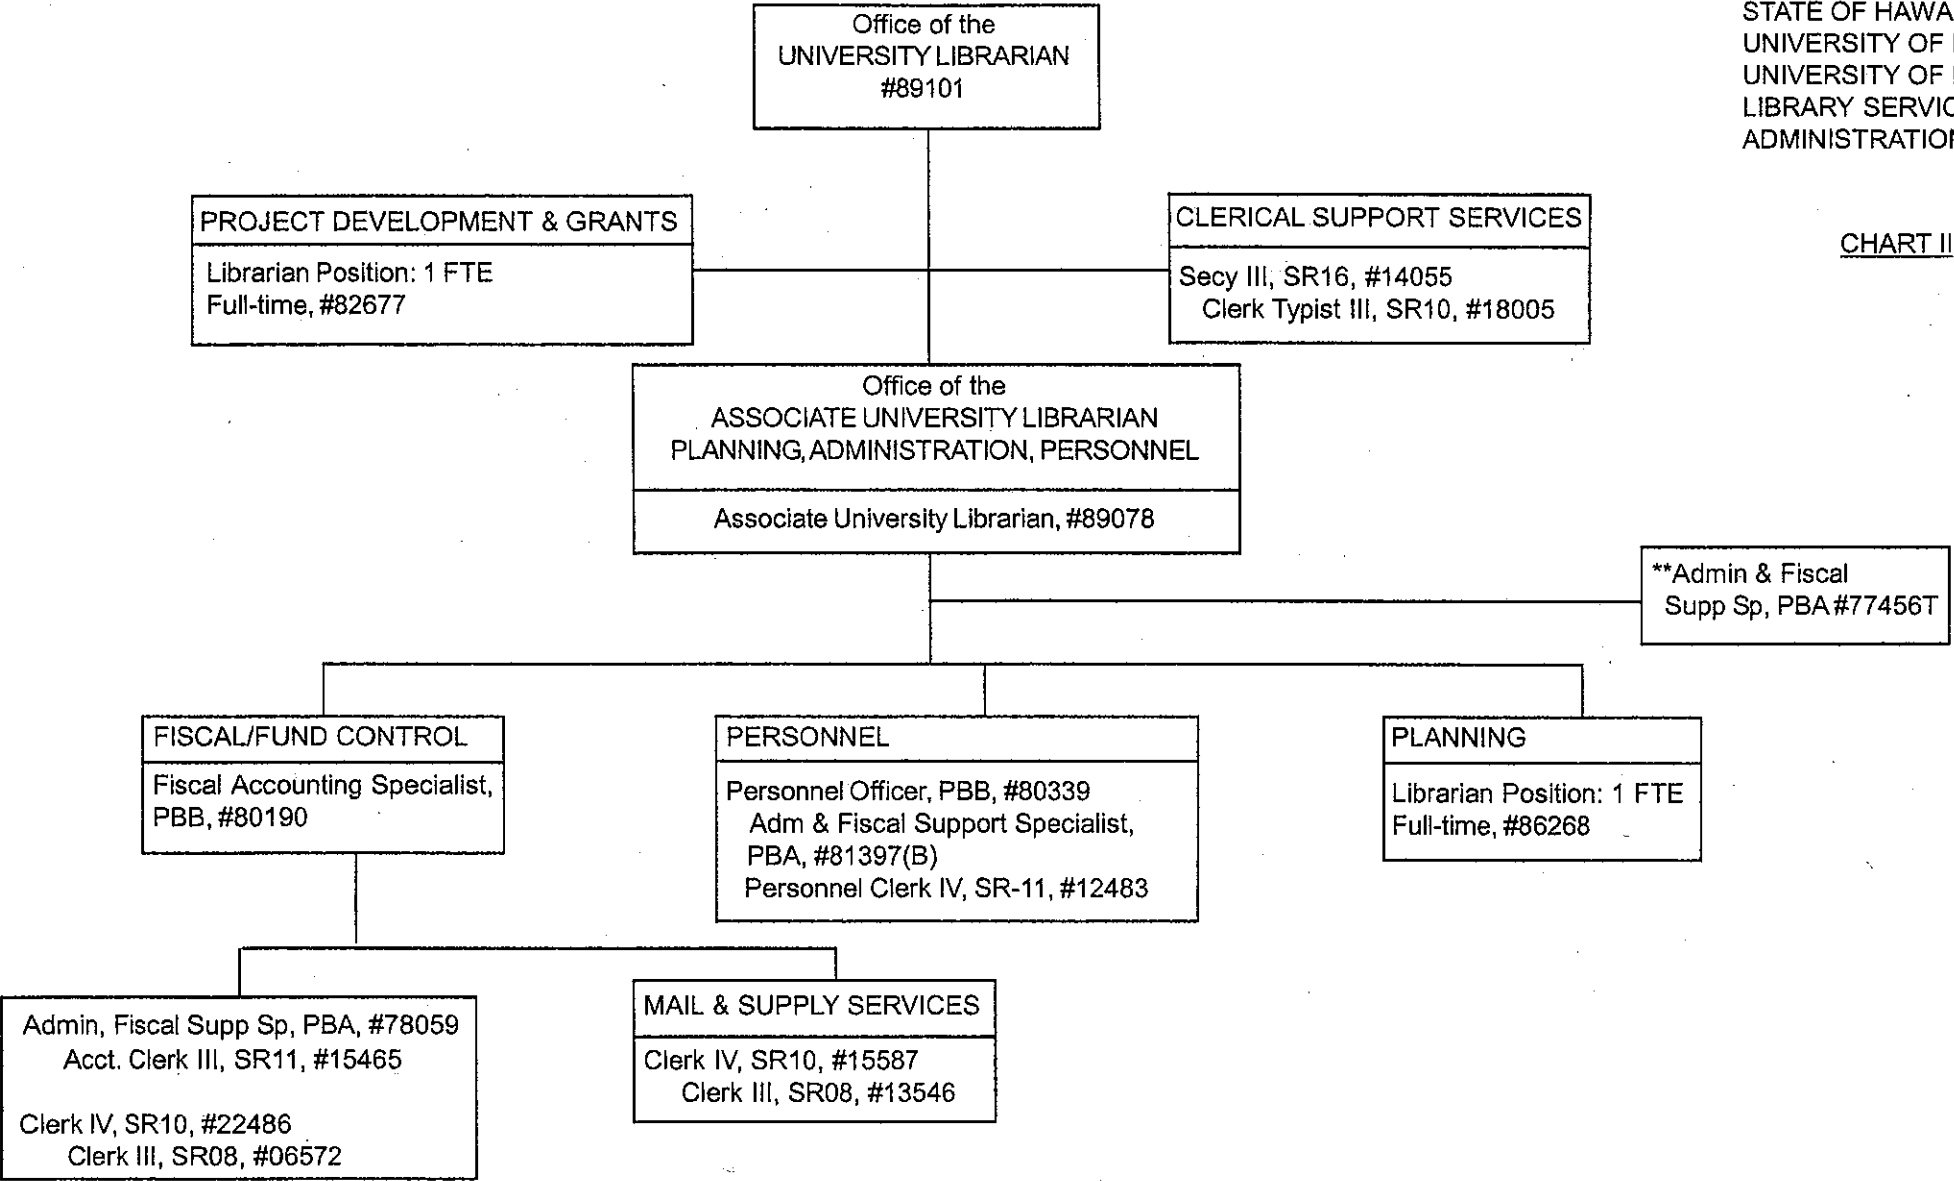 Office of the
UNIVERSITY LIBRARIAN
#89101
STATE OF
UNIVERSITY OF
UNIVERSITY OF
LIBRARY
CHART II
PROJECT DEVELOPMENT & GRANTS
Librarian Position: 1 FTE
Full-time, #82677
CLERICAL SUPPORT SERVICES
Secy III, SR16, #14055
Clerk Typist III, SR10, #18005
Office of the
ASSOCIATE UNIVERSITY LIBRARIAN
PLANNING, ADMINISTRATION, PERSONNEL
Associate University Librarian, #89078
**Admin & Fiscal
Supp Sp, PBA #77456T
FISCAL/FUND CONTROL
Fiscal Accounting Specialist,
PBB, #80190
PERSONNEL
Personnel Officer, PBB, #80339
Adm & Fiscal Support Specialist,
PBA, #81397(B)
Personnel Clerk IV, SR-11, #12483
PLANNING
Librarian Position: 1 FTE
Full-time, #86268
Admin, Fiscal Supp Sp, PBA, #78059
Acct. Clerk III, SR11, #15465
Clerk IV, SR10, #22486
Clerk III, SR08, #06572
MAIL & SUPPLY SERVICES
Clerk IV, SR10, #15587
Clerk III, SR08, #13546